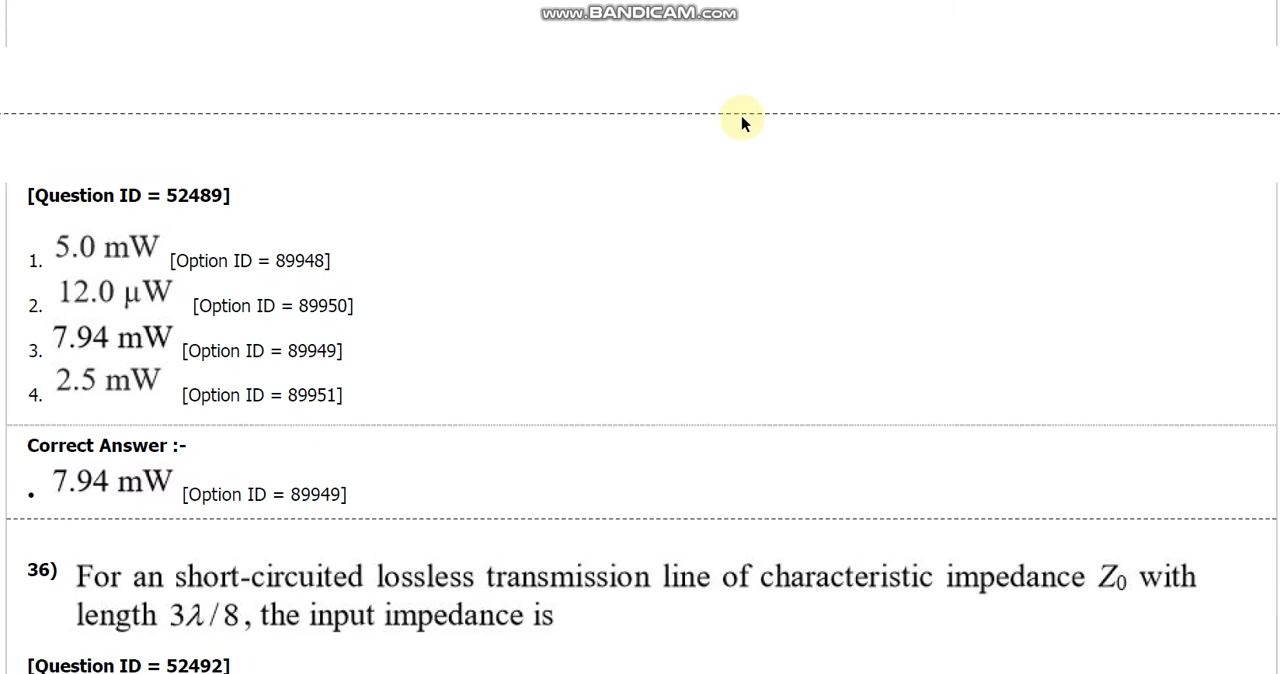 www.BANDICAM.com
[Question ID = 52489]
1. 5.0 mW [Option ID = 89948]
2. 12.0 μW [Option ID = 89950]
3. 7.94 mW [Option ID = 89949]
4. 2.5 mW [Option ID = 89951]
Correct Answer :-
• 7.94 mW [Option ID = 89949]
36) For an short-circuited lossless transmission line of characteristic impedance Z₀ with
length 3λ/8, the input impedance is
[Question ID = 52492]